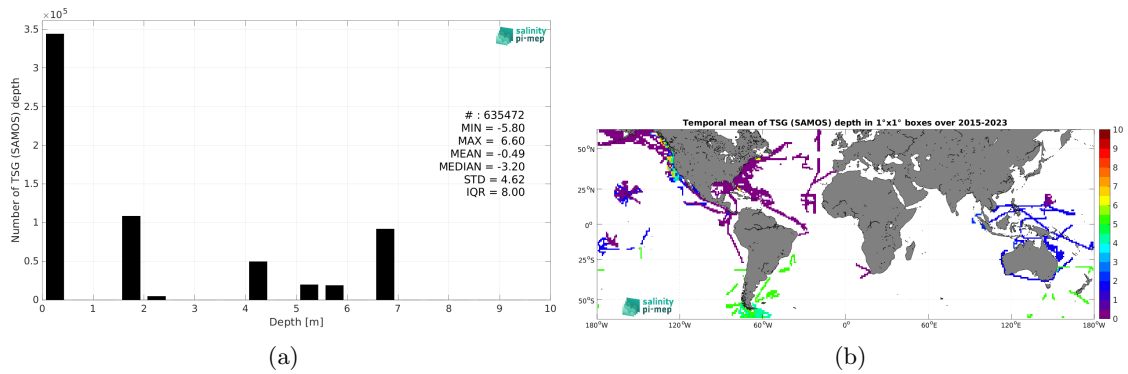 ×10⁵
3.5
3
2.5
2
1.5
1
0.5
0
0 1 2 3 4 5 6 7 8 9 10
Number of TSG (SAMOS) depth
Depth [m]
salinity
pi-mep
# : 635472
MIN = -5.80
MAX = 6.60
MEAN = -0.49
MEDIAN = -3.20
STD = 4.62
IQR = 8.00
(a)
Temporal mean of TSG (SAMOS) depth in 1°x1° boxes over 2015-2023
50°N
25°N
0°
25°S
50°S
180°W 120°W 60°W 0° 60°E 120°E 180°W
salinity
pi-mep
10
9
8
7
6
5
4
3
2
1
0
(b)